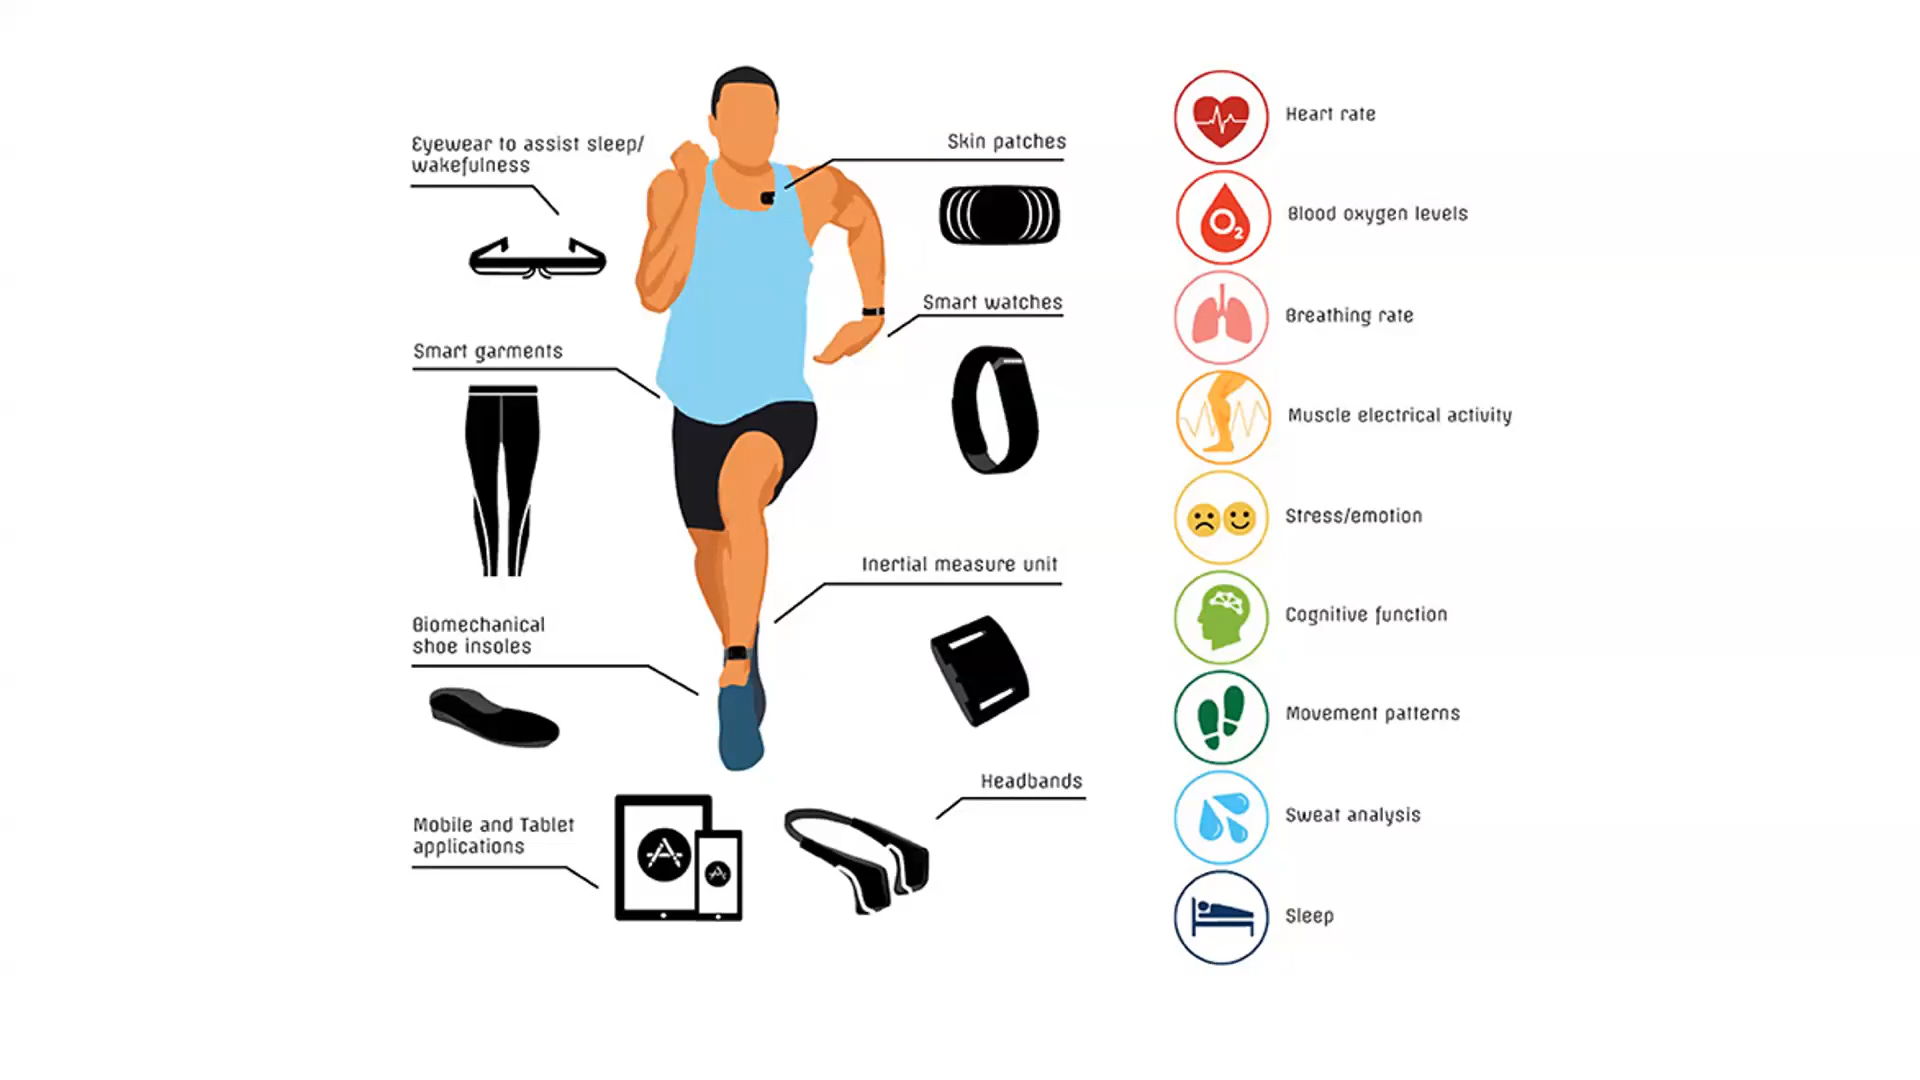 Eyewear to assist sleep/
wakefulness
Skin patches
Smart watches
Smart garments
Inertial measure unit
Biomechanical
shoe insoles
Headbands
Mobile and Tablet
applications
Heart rate
O2
Blood oxygen levels
Breathing rate
Muscle electrical activity
Stress/emotion
Cognitive function
Movement patterns
Sweat analysis
Sleep